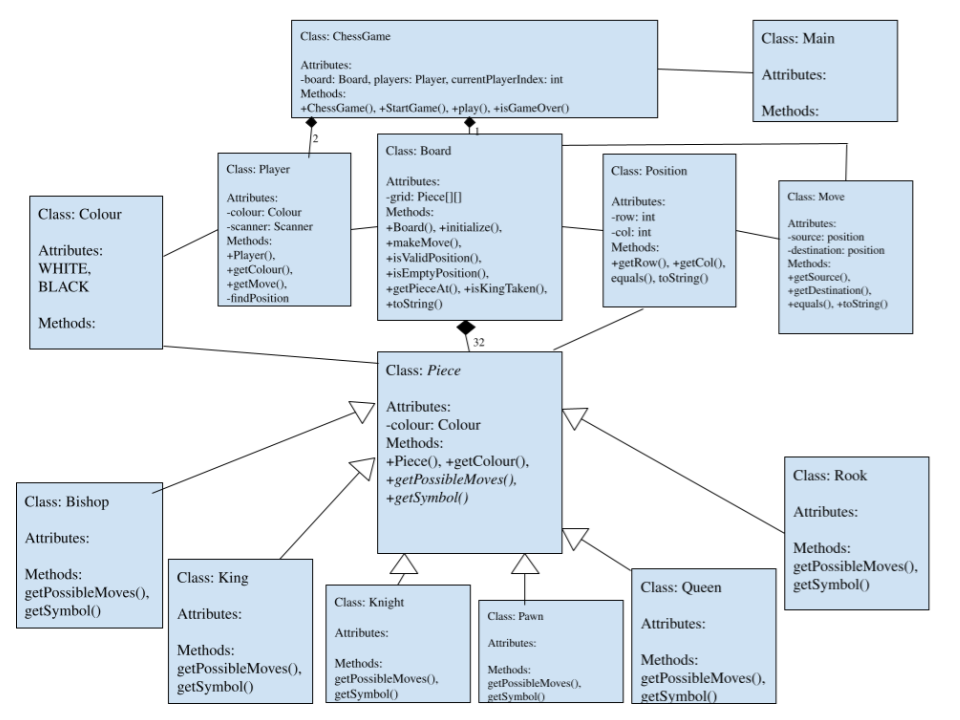 Class: ChessGame
Attributes:
-board: Board, players: Player, currentPlayerIndex: int
Methods:
+ChessGame(), +StartGame(), +play(), +isGameOver()
Class: Main
Attributes:
Methods:
2
1
Class: Colour
Attributes:
WHITE,
BLACK
Methods:
Class: Player
Attributes:
-colour: Colour
-scanner: Scanner
Methods:
+Player(),
+getColour(),
+getMove(),
-findPosition
Class: Board
Attributes:
-grid: Piece[][]
Methods:
+Board(), +initialize(),
+makeMove(),
+isValidPosition(),
+isEmptyPosition(),
+getPieceAt(), +isKingTaken(),
+toString()
Class: Position
Attributes:
-row: int
-col: int
Methods:
+getRow(), +getCol(),
equals(), toString()
Class: Move
Attributes:
-source: position
-destination: position
Methods:
+getSource(),
+getDestination(),
+equals(), +toString()
32
Class: Piece
Attributes:
-colour: Colour
Methods:
+Piece(), +getColour(),
+getPossibleMoves(),
+getSymbol()
Class: Bishop
Attributes:
Methods:
getPossibleMoves(),
getSymbol()
Class: King
Attributes:
Methods:
getPossibleMoves(),
getSymbol()
Class: Knight
Attributes:
Methods:
getPossibleMoves(),
getSymbol()
Class: Pawn
Attributes:
Methods:
getPossibleMoves(),
getSymbol()
Class: Queen
Attributes:
Methods:
getPossibleMoves(),
getSymbol()
Class: Rook
Attributes:
Methods:
getPossibleMoves(),
getSymbol()